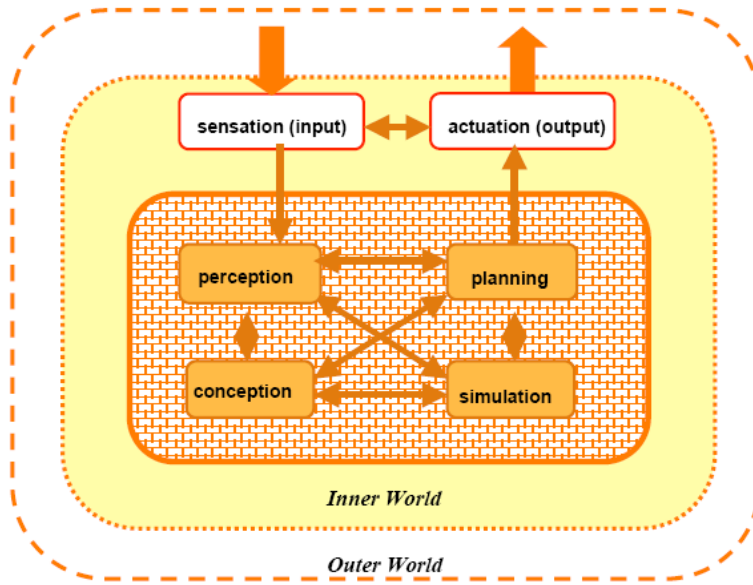 sensation (input)
actuation (output)
perception
planning
conception
simulation
Inner World
Outer World